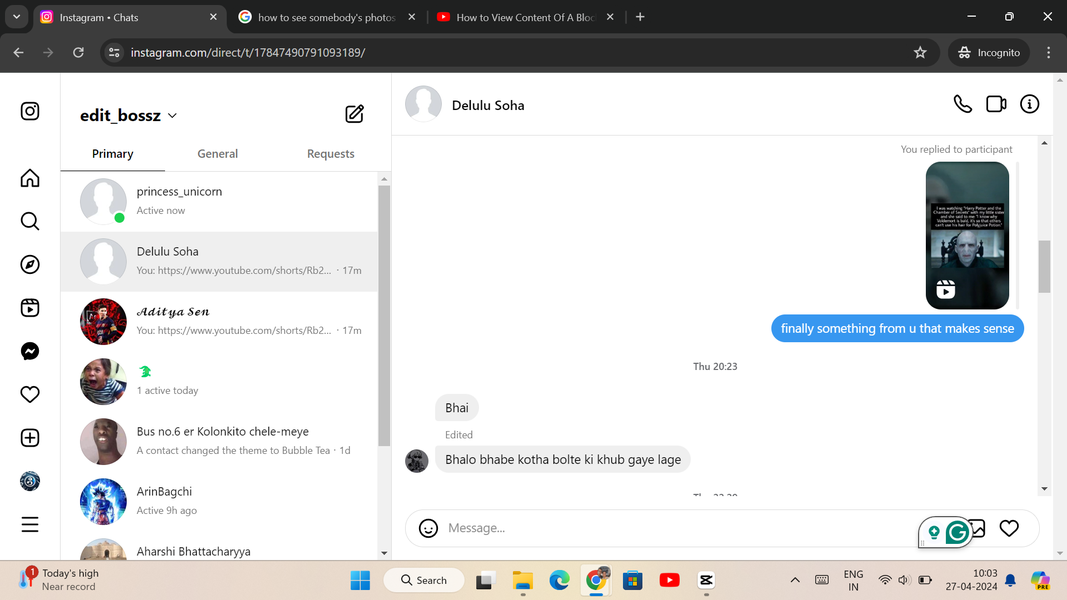 Instagram • Chats
how to see somebody's photos
How to View Content Of A Bloc
instagram.com/direct/t/17847490791093189/
Incognito
edit_bossz
Primary
General
Requests
princess_unicorn
Active now
Delulu Soha
You: https://www.youtube.com/shorts/Rb2... · 17m
𝓐𝓭𝓲𝓽𝔂𝓪 𝓢𝓮𝓷
You: https://www.youtube.com/shorts/Rb2... · 17m
1 active today
Bus no.6 er Kolonkito chele-meye
A contact changed the theme to Bubble Tea · 1d
ArinBagchi
Active 9h ago
Aharshi Bhattacharyya
Delulu Soha
You replied to participant
I was watching "Harry Potter and the
Chamber of Secrets" with my little sister
and she said to me "I know why
Voldemort is bald, it's so that others
can't use his hair for Polyjuice Potion."
finally something from u that makes sense
Thu 20:23
Bhai
Edited
Bhalo bhabe kotha bolte ki khub gaye lage
Message...
1
Today's high
Near record
Search
ENG
IN
10:03
27-04-2024
PRE